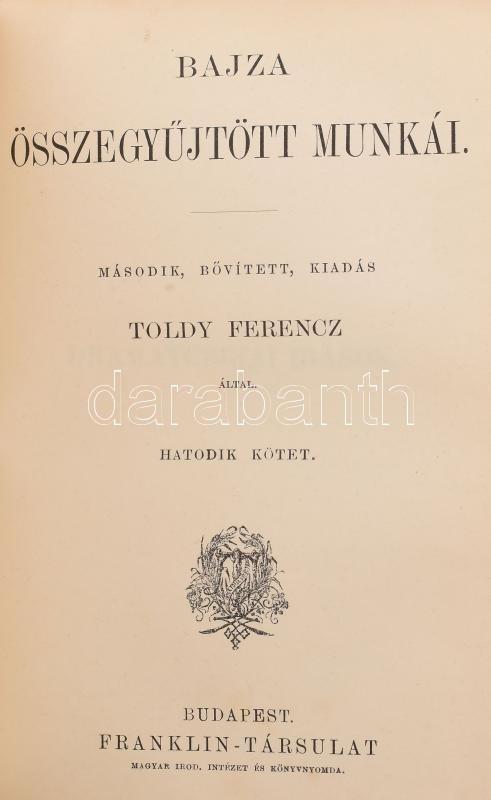 BAJZA
ÖSSZEGYŰJTÖTT MUNKÁI.
MÁSODIK, BŐVÍTETT, KIADÁS
TOLDY FERENCZ
ÁLTAL.
darabanth
HATODIK KÖTET.
BUDAPEST.
FRANKLIN-TÁRSULAT
MAGYAR IROD. INTÉZET ÉS KÖNYVNYOMDA.